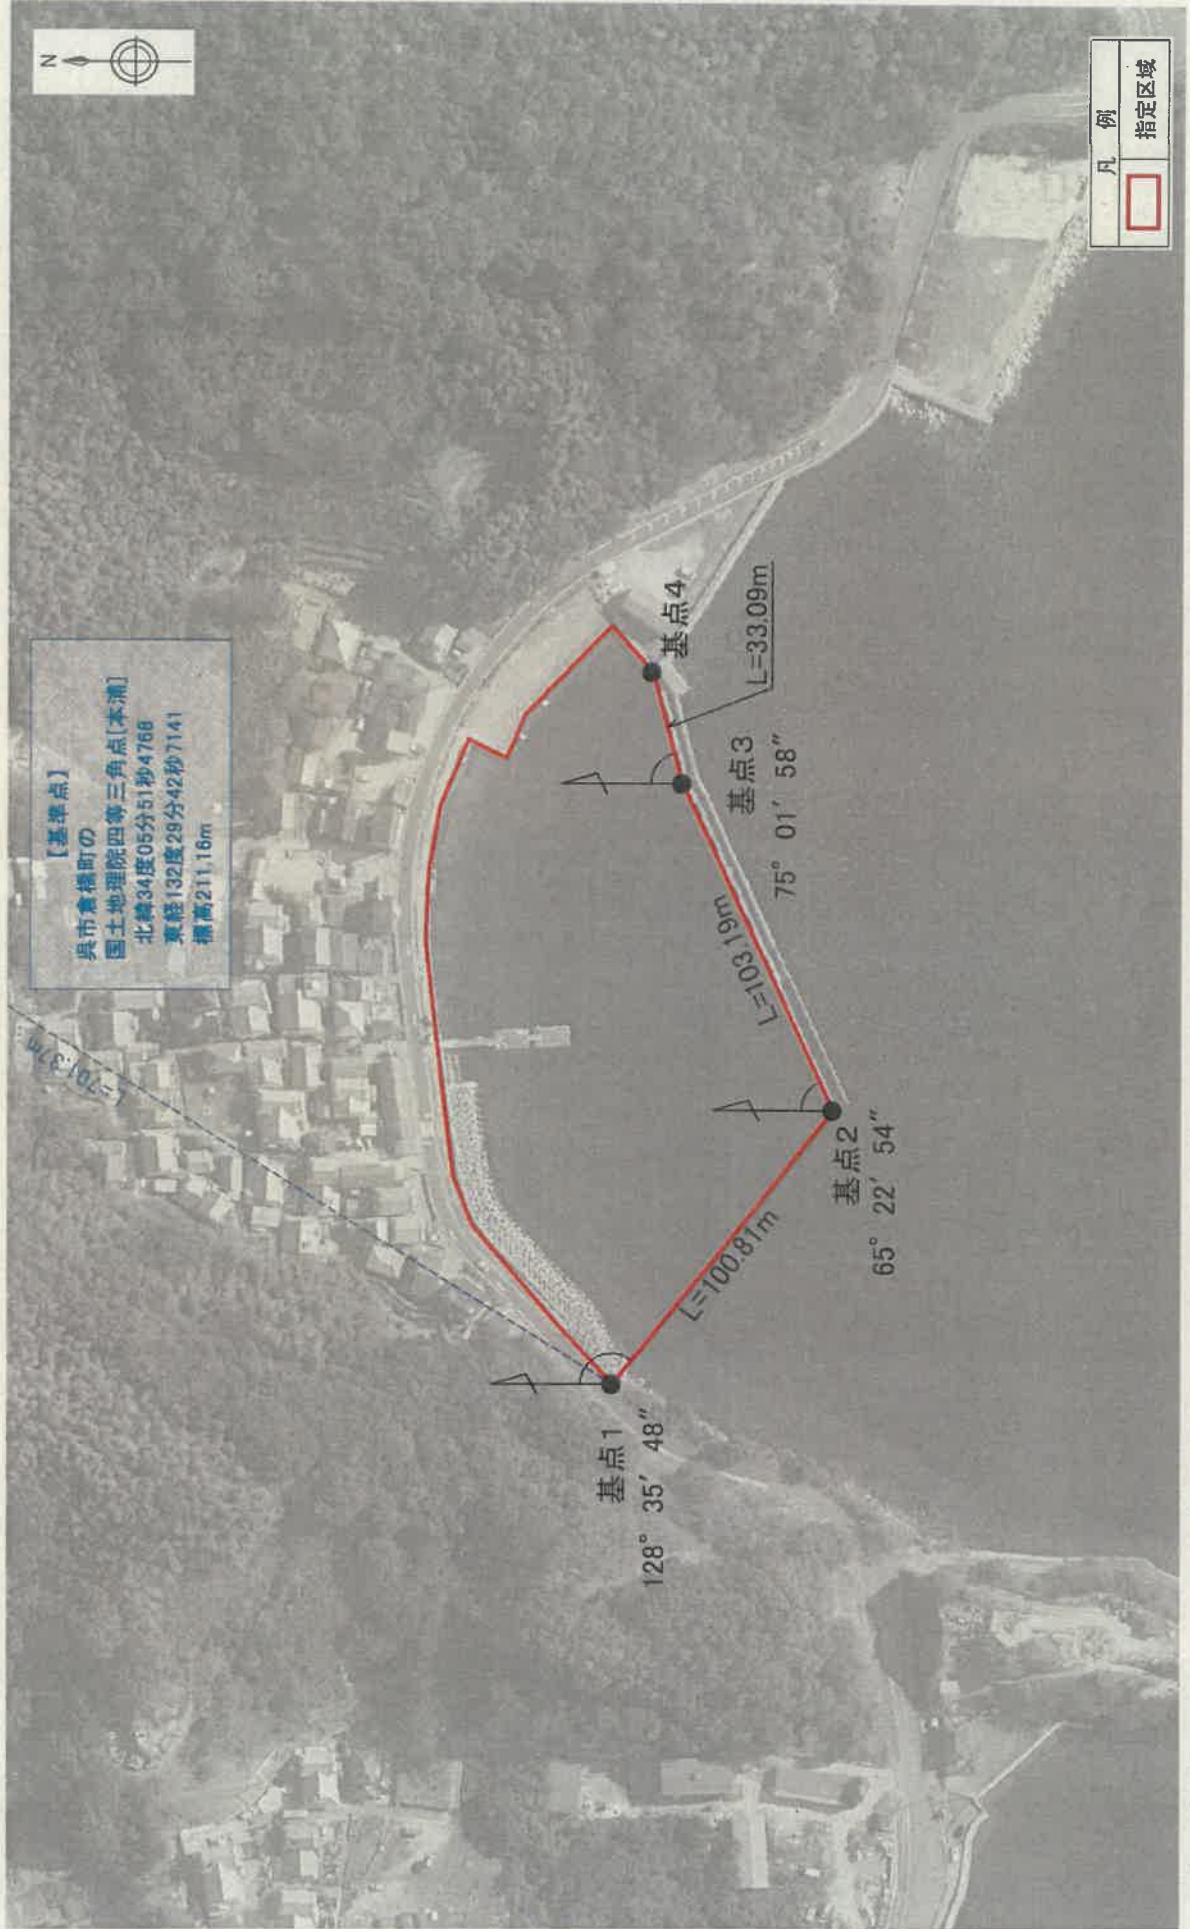 N
【基準点】
呉市倉橋町の
国土地理院四等三角点[本浦]
北緯34度05分51秒4768
東経132度29分42秒7141
標高211.16m
L=701.37m
基点1
128° 35′ 48″
L=100.81m
基点2
65° 22′ 54″
L=103.19m
基点3
75° 01′ 58″
L=33.09m
基点4
凡 例
指定区域